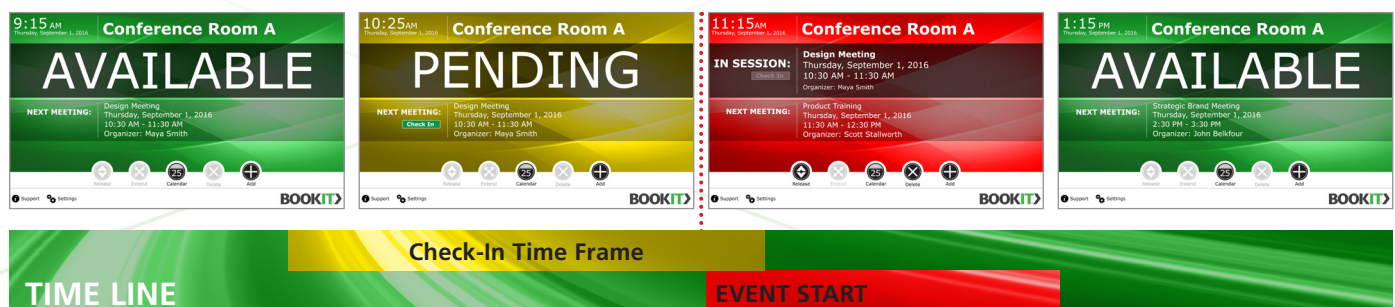 9:15 AM
Thursday, September 1, 2016
Conference Room A
AVAILABLE
NEXT MEETING:
Design Meeting
Thursday, September 1, 2016
10:30 AM - 11:30 AM
Organizer: Maya Smith
Release Extend 25 Calendar Delete Add
Support Settings BOOKIT
10:25AM
Thursday, September 1, 2016
Conference Room A
PENDING
NEXT MEETING:
Check In
Design Meeting
Thursday, September 1, 2016
10:30 AM - 11:30 AM
Organizer: Maya Smith
Release Extend 25 Calendar Delete Add
Support Settings BOOKIT
11:15AM
Thursday, September 1, 2016
Conference Room A
IN SESSION:
Check In
Design Meeting
Thursday, September 1, 2016
10:30 AM - 11:30 AM
Organizer: Maya Smith
NEXT MEETING:
Product Training
Thursday, September 1, 2016
11:30 AM - 12:30 PM
Organizer: Scott Stallworth
Release Extend 25 Calendar Delete Add
Support Settings BOOKIT
1:15 PM
Thursday, September 1, 2016
Conference Room A
AVAILABLE
NEXT MEETING:
Strategic Brand Meeting
Thursday, September 1, 2016
2:30 PM - 3:30 PM
Organizer: John Belkfour
Release Extend 25 Calendar Delete Add
Support Settings BOOKIT
Check-In Time Frame
TIME LINE
EVENT START